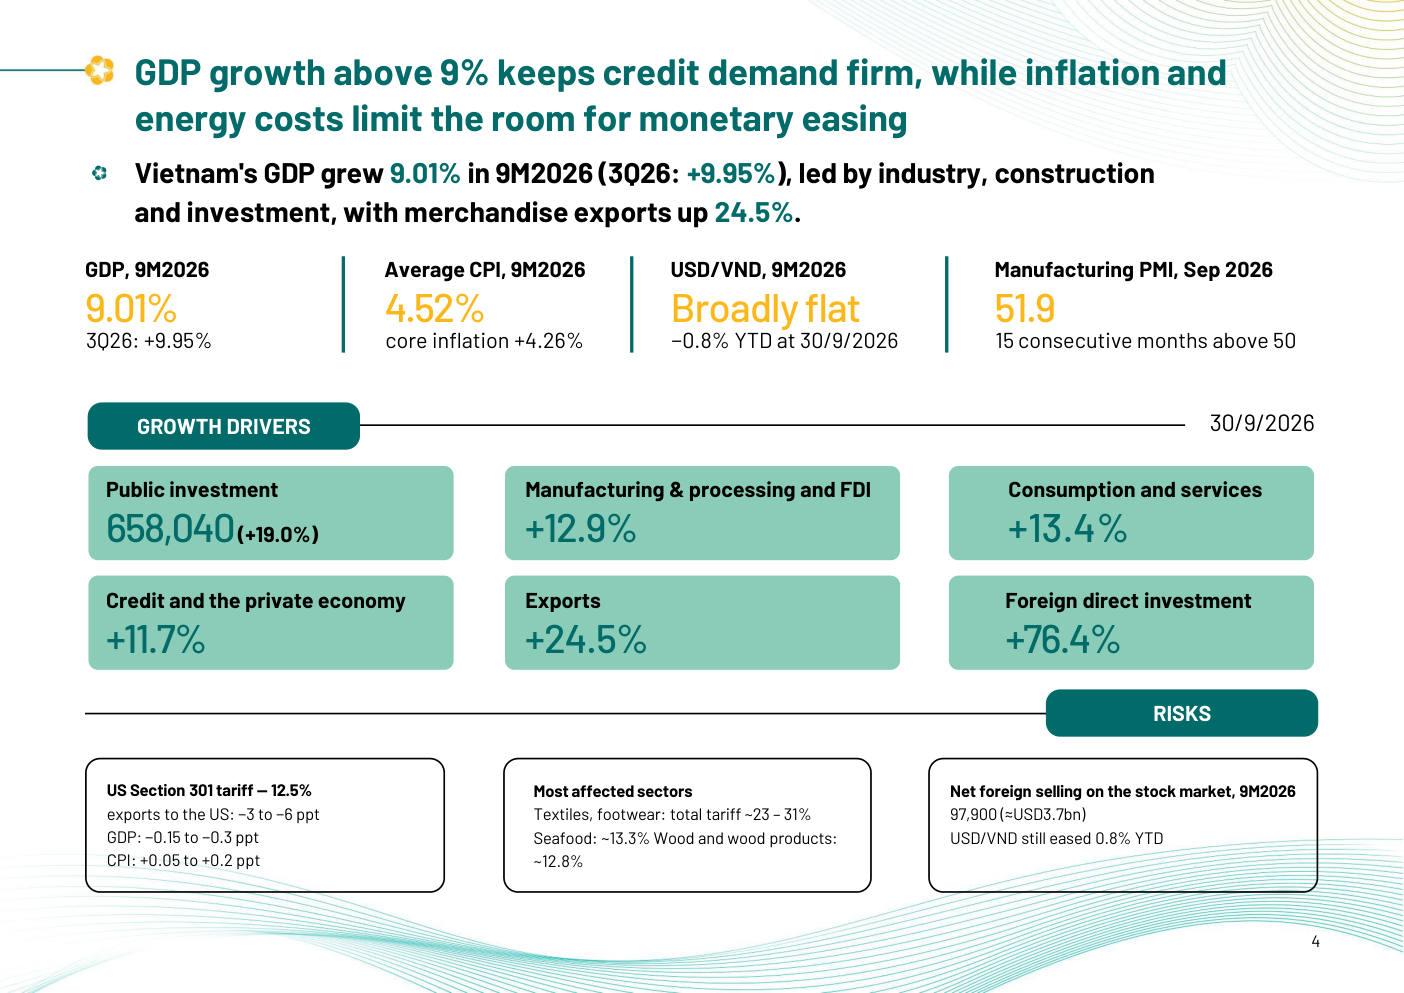 GDP growth above 9% keeps credit demand firm, while inflation and
energy costs limit the room for monetary easing
Vietnam's GDP grew 9.01% in 9M2026 (3Q26: +9.95%), led by industry, construction
and investment, with merchandise exports up 24.5%.
GDP, 9M2026
9.01%
3Q26: +9.95%
Average CPI, 9M2026
4.52%
core inflation +4.26%
USD/VND, 9M2026
Broadly flat
−0.8% YTD at 30/9/2026
Manufacturing PMI, Sep 2026
51.9
15 consecutive months above 50
GROWTH DRIVERS
30/9/2026
Public investment
658,040 (+19.0%)
Manufacturing & processing and FDI
+12.9%
Consumption and services
+13.4%
Credit and the private economy
+11.7%
Exports
+24.5%
Foreign direct investment
+76.4%
RISKS
US Section 301 tariff – 12.5%
exports to the US: −3 to −6 ppt
GDP: −0.15 to −0.3 ppt
CPI: +0.05 to +0.2 ppt
Most affected sectors
Textiles, footwear: total tariff ~23 – 31%
Seafood: ~13.3% Wood and wood products:
~12.8%
Net foreign selling on the stock market, 9M2026
97,900 (≈USD3.7bn)
USD/VND still eased 0.8% YTD
4